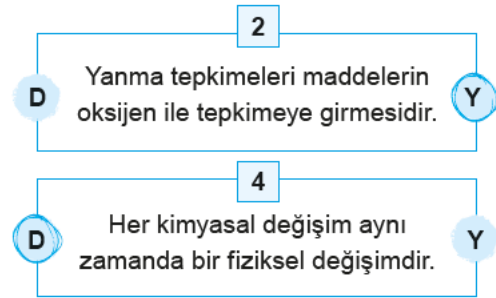 2
D
Yanma tepkimeleri maddelerin
oksijen ile tepkimeye girmesidir.
Y
4
D
Her kimyasal değişim aynı
zamanda bir fiziksel değişimdir.
Y